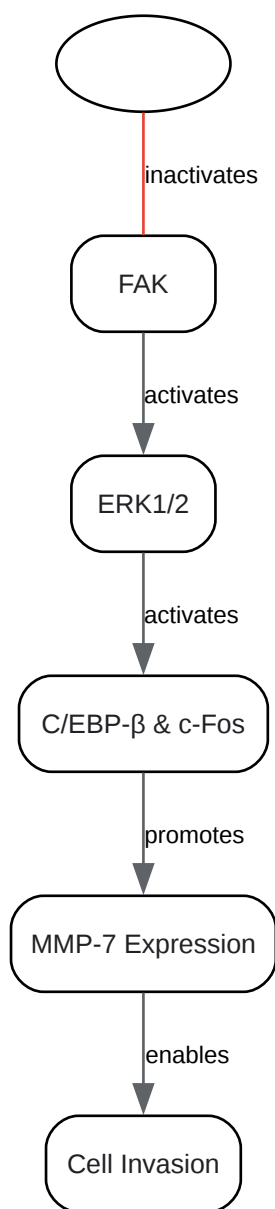 inactivates
FAK
activates
ERK1/2
activates
C/EBP-β & c-Fos
promotes
MMP-7 Expression
enables
Cell Invasion